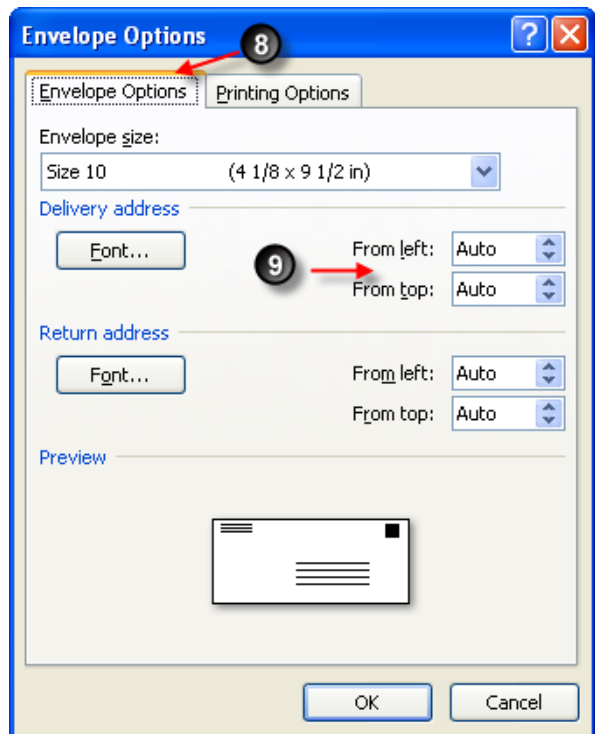 Envelope Options
8
Envelope Options Printing Options
Envelope size:
Size 10 (4 1/8 x 9 1/2 in)
Delivery address
Font... From left: Auto
9
From top: Auto
Return address
Font... From left: Auto
From top: Auto
Preview
OK Cancel